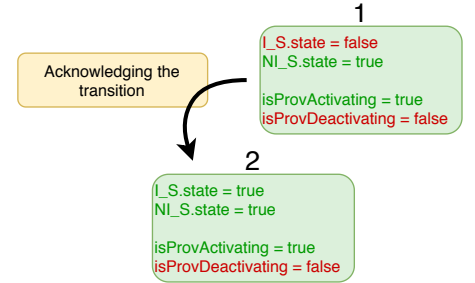 1
I_S.state = false
NI_S.state = true
isProvActivating = true
isProvDeactivating = false
Acknowledging the
transition
2
I_S.state = true
NI_S.state = true
isProvActivating = true
isProvDeactivating = false